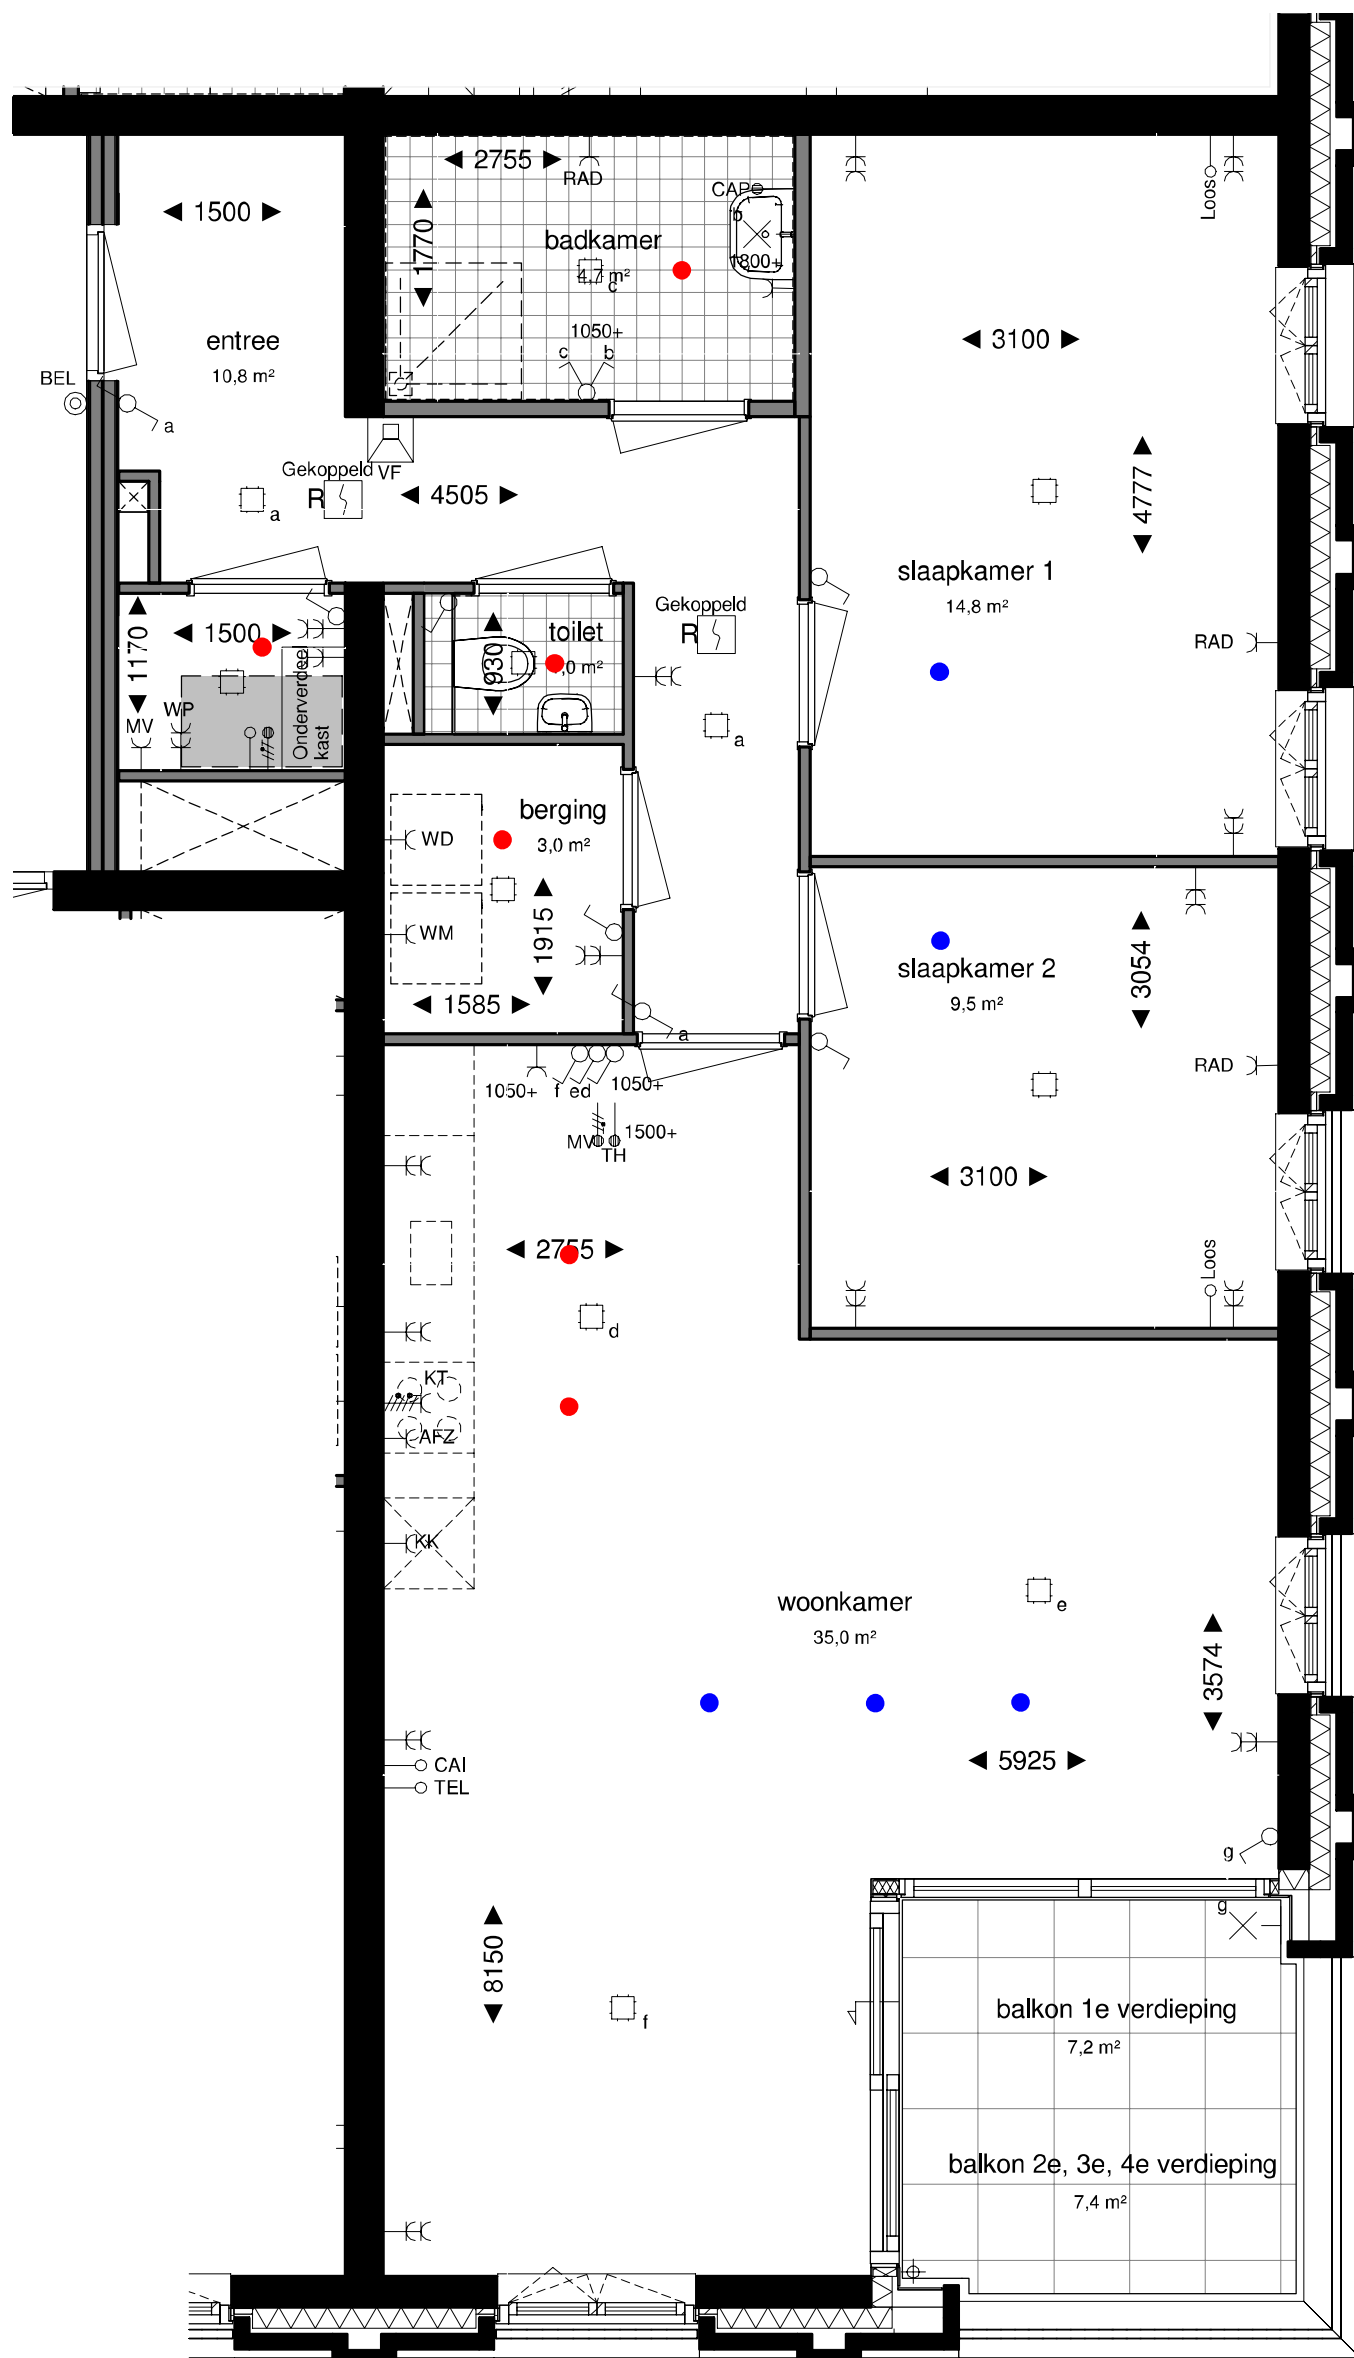 2755
RAD
CAP
b
1500
1770
badkamer
4,7 m²
c
1800+
1050+
c
b
entree
10,8 m²
BEL
a
3100
Loos
4777
Gekoppeld
VF
R
a
4505
slaapkamer 1
14,8 m²
RAD
1170
1500
MV
WP
Onderverdeel
kast
930
toilet
,0 m²
Gekoppeld
R
a
berging
3,0 m²
WD
WM
1915
1585
a
slaapkamer 2
9,5 m²
3054
RAD
3100
Loos
1050+
f
e
d
1050+
MV
TH
1500+
2755
d
KT
AFZ
KK
woonkamer
35,0 m²
e
3574
5925
CAI
TEL
g
g
8150
f
balkon 1e verdieping
7,2 m²
balkon 2e, 3e, 4e verdieping
7,4 m²